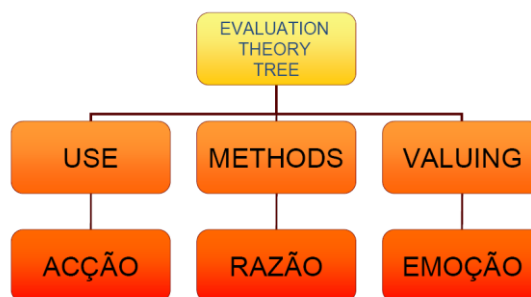 EVALUATION
THEORY
TREE
USE METHODS VALUING
ACÇÃO RAZÃO EMOÇÃO